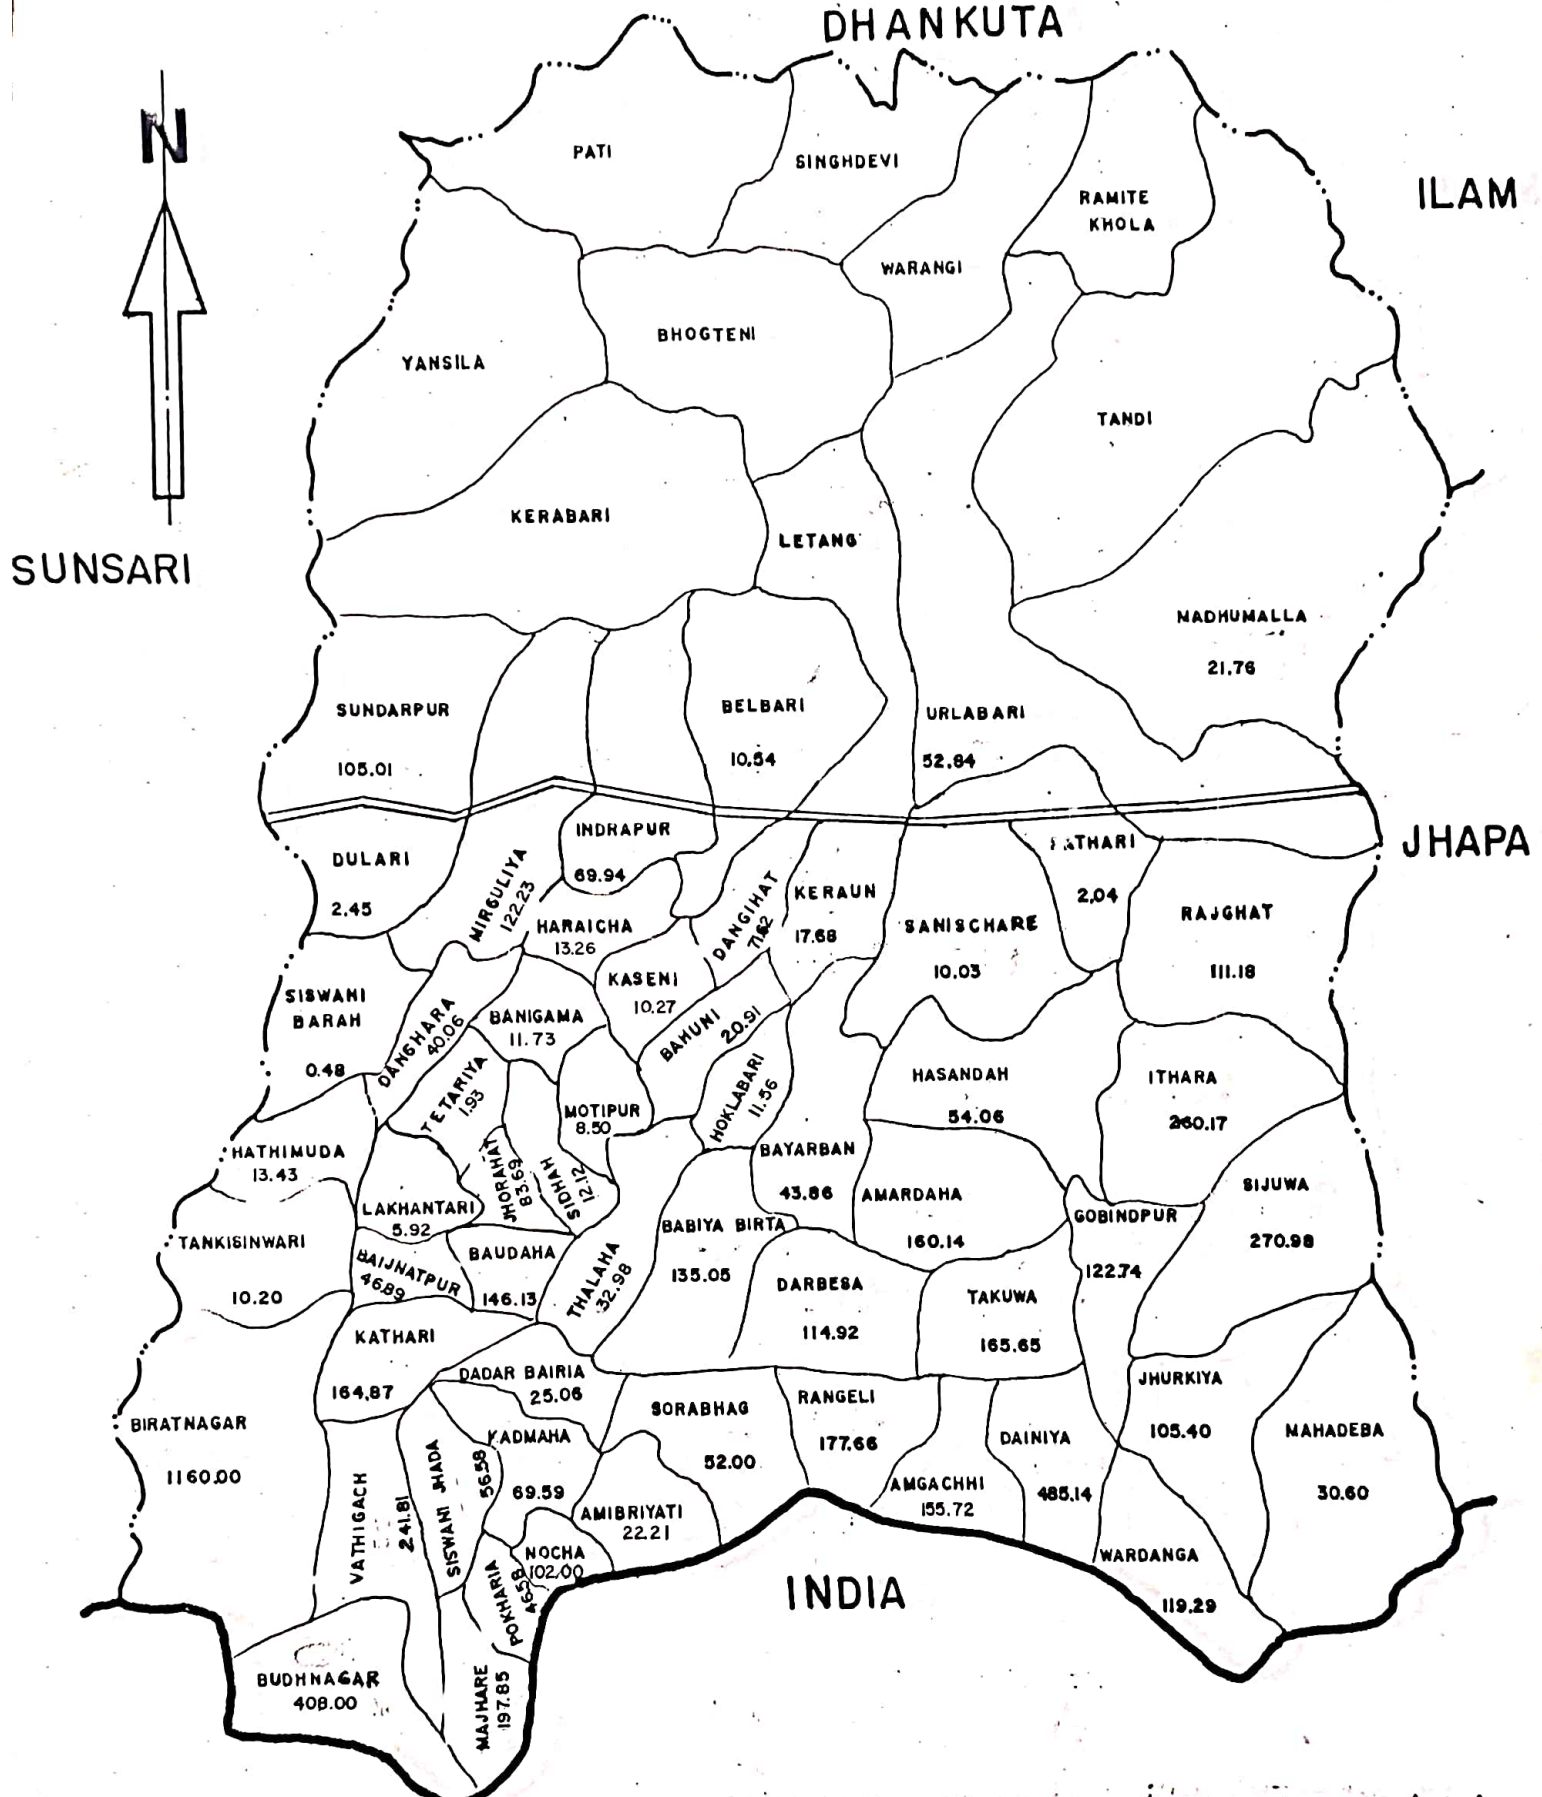 DHANKUTA
N
PATI
SINGHDEVI
ILAM
RAMITE
KHOLA
WARANGI
BHOGTENI
YANSILA
TANDI
KERABARI
LETANG
SUNSARI
MADHUMALLA
21.76
SUNDARPUR
105.01
BELBARI
10.54
URLABARI
52.84
JHAPA
INDRAPUR
69.94
DULARI
2.45
MIRGULIYA
122.23
HARAICHA
13.26
DANGIHAT
71.62
KERAUN
17.68
2.04
SANISCHARE
10.03
RAJGHAT
111.18
KASENI
10.27
SISWANI
BARAH
0.48
DANGHARA
40.06
BANIGAMA
11.73
BAHUNI
20.91
TETARIYA
1.93
MOTIPUR
8.50
HOKLABARI
11.56
HASANDAH
54.06
ITHARA
260.17
HATHIMUDA
13.43
JHORAHAT
83.69
SIDHAH
12.12
BAYARBAN
43.86
AMARDAHA
160.14
GOBINDPUR
122.74
SIJUWA
270.98
LAKHANTARI
5.92
TANKISINWARI
10.20
BAIJNATPUR
46.89
BAUDAHA
146.13
THALAHA
32.98
BABIYA BIRTA
135.05
DARBESA
114.92
TAKUWA
165.65
KATHARI
164.87
DADAR BAIRIA
25.06
JHURKIYA
105.40
BIRATNAGAR
1160.00
SORABHAG
52.00
RANGELI
177.66
DAINIYA
485.14
MAHADEBA
30.60
KADMAHA
69.59
VATHIGACH
241.81
SISWANI JHADA
56.58
AMGACHHI
155.72
AMIBRIYATI
22.21
NOCHA
102.00
POKHARIA
46.58
WARDANGA
119.29
INDIA
BUDHNAGAR
408.00
MAJHARE
197.85